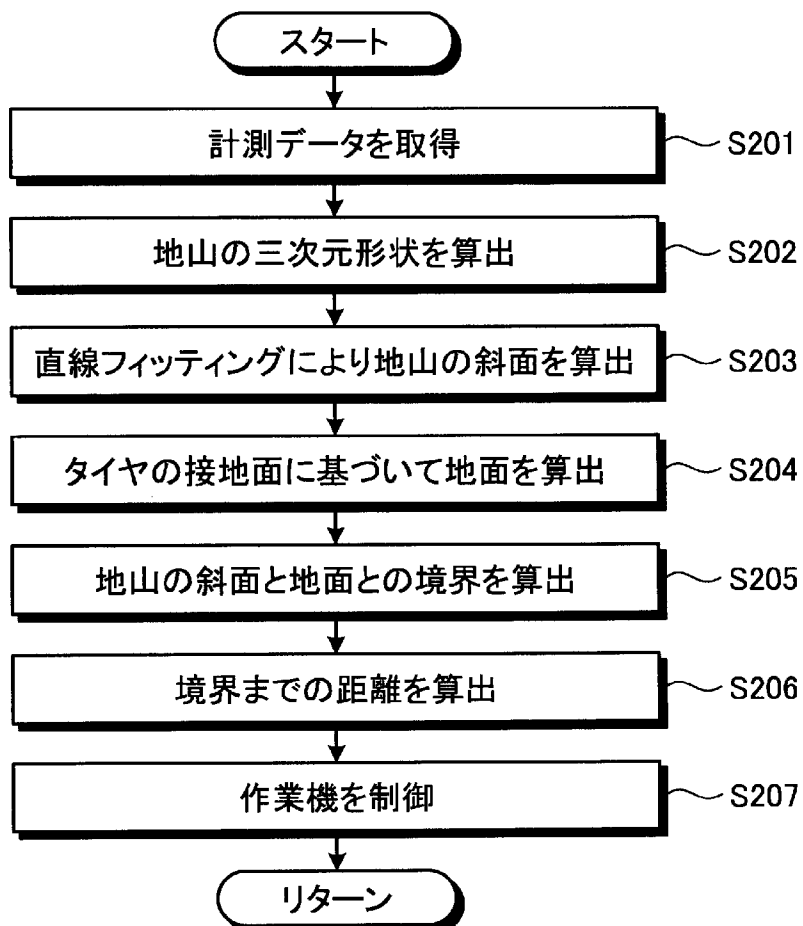 スタート
計測データを取得
S201
地山の三次元形状を算出
S202
直線フィッティングにより地山の斜面を算出
S203
タイヤの接地面に基づいて地面を算出
S204
地山の斜面と地面との境界を算出
S205
境界までの距離を算出
S206
作業機を制御
S207
リターン